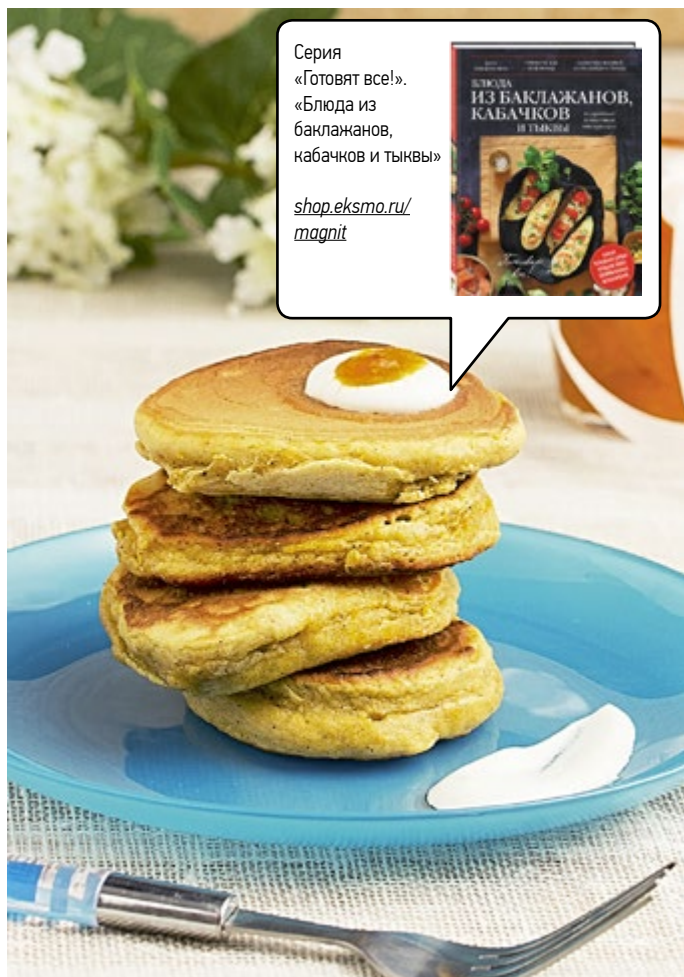 Серия
«Готовят все!».
«Блюда из
баклажанов,
кабачков и тыквы»
shop.eksmo.ru/
magnit
БЛЮДА
ИЗ БАКЛАЖАНОВ,
КАБАЧКОВ
И ТЫКВЫ